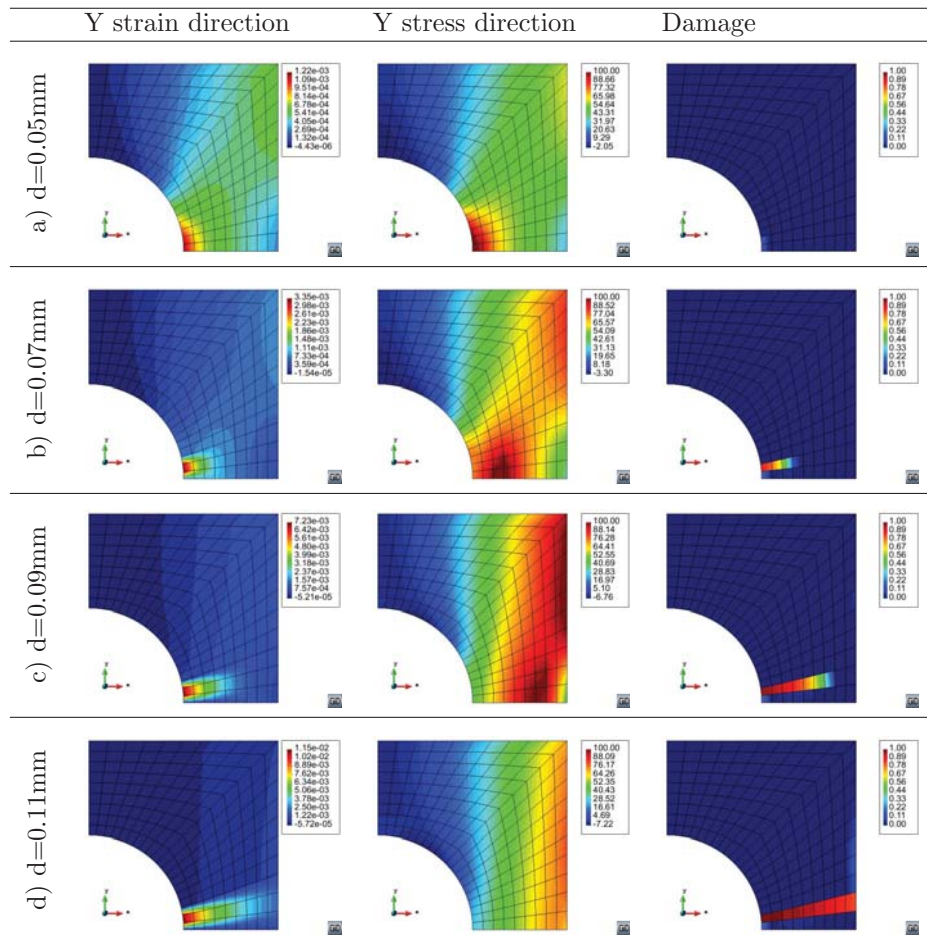 Y strain direction Y stress direction Damage
a) d=0.05mm
1.22e-03
1.09e-03
9.51e-04
8.14e-04
6.78e-04
5.41e-04
4.05e-04
2.69e-04
1.32e-04
-4.43e-06
100.00
88.66
77.32
65.98
54.64
43.31
31.97
20.63
9.29
-2.05
1.00
0.89
0.78
0.67
0.56
0.44
0.33
0.22
0.11
0.00
y
x
y
x
y
x
GiD
GiD
GiD
b) d=0.07mm
3.35e-03
2.98e-03
2.61e-03
2.23e-03
1.86e-03
1.48e-03
1.11e-03
7.33e-04
3.59e-04
-1.54e-05
100.00
88.52
77.04
65.57
54.09
42.61
31.13
19.65
8.18
-3.30
1.00
0.89
0.78
0.67
0.56
0.44
0.33
0.22
0.11
0.00
y
x
y
x
y
x
GiD
GiD
GiD
c) d=0.09mm
7.23e-03
6.42e-03
5.61e-03
4.80e-03
3.99e-03
3.18e-03
2.37e-03
1.57e-03
7.57e-04
-5.21e-05
100.00
88.14
76.28
64.41
52.55
40.69
28.83
16.97
5.10
-6.76
1.00
0.89
0.78
0.67
0.56
0.44
0.33
0.22
0.11
0.00
y
x
y
x
y
x
GiD
GiD
GiD
d) d=0.11mm
1.15e-02
1.02e-02
8.89e-03
7.62e-03
6.34e-03
5.06e-03
3.78e-03
2.50e-03
1.22e-03
-5.72e-05
100.00
88.09
76.17
64.26
52.35
40.43
28.52
16.61
4.69
-7.22
1.00
0.89
0.78
0.67
0.56
0.44
0.33
0.22
0.11
0.00
y
x
y
x
y
x
GiD
GiD
GiD